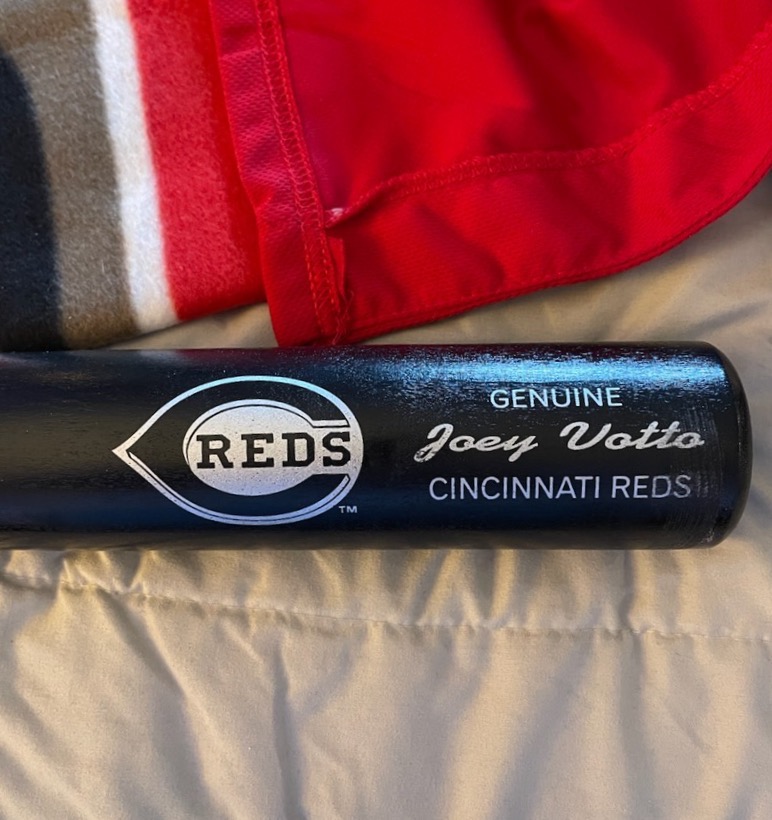 REDS
TM
GENUINE
Joey Votto
CINCINNATI REDS